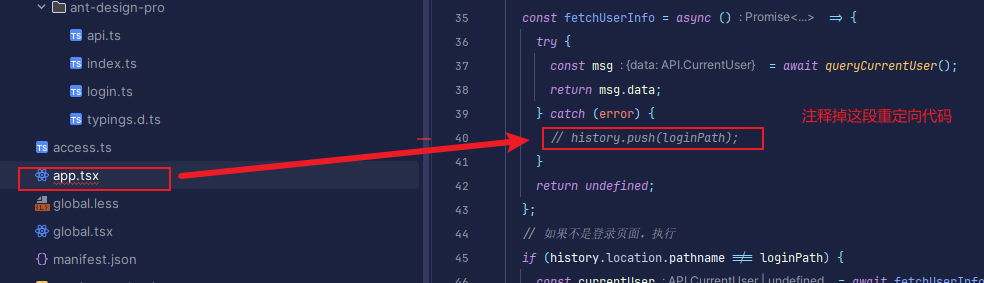 ant-design-pro
TS api.ts
TS index.ts
TS login.ts
TS typings.d.ts
TS access.ts
app.tsx
global.less
global.tsx
{} manifest.json
35 const fetchUserInfo = async () : Promise<...> => {
36 try {
37 const msg : {data: API.CurrentUser} = await queryCurrentUser();
38 return msg.data;
39 } catch (error) {
40 // history.push(loginPath);
41 }
42 return undefined;
43 };
44 // 如果不是登录页面，执行
45 if (history.location.pathname !== loginPath) {
46 const currentUser : API.CurrentUser | undefined = await fetchUserInfo
注释掉这段重定向代码